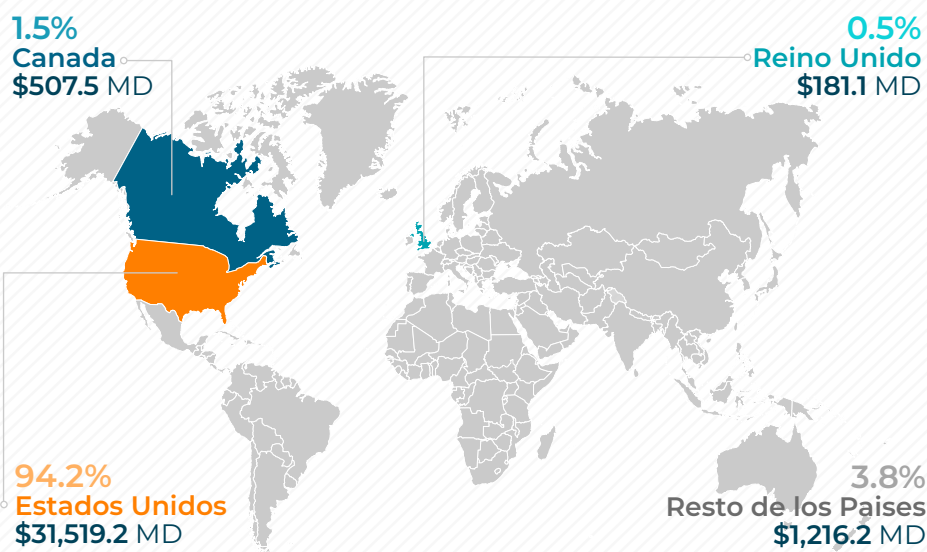 1.5%
Canada
$507.5 MD
0.5%
Reino Unido
$181.1 MD
94.2%
Estados Unidos
$31,519.2 MD
3.8%
Resto de los Paises
$1,216.2 MD